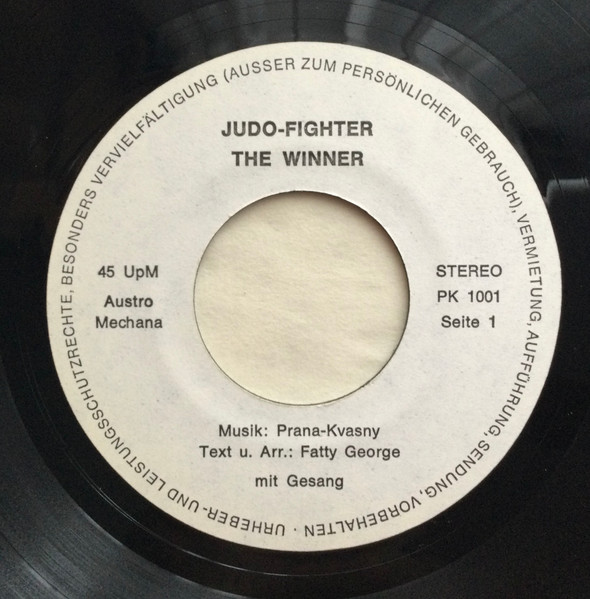 JUDO-FIGHTER
THE WINNER
45 UpM
Austro
Mechana
STEREO
PK 1001
Seite 1
Musik: Prana-Kvasny
Text u. Arr.: Fatty George
mit Gesang
URHEBER- UND LEISTUNGSSCHUTZRECHTE, BESONDERS VERVIELFÄLTIGUNG (AUSSER ZUM PERSÖNLICHEN GEBRAUCH), VERMIETUNG, AUFFÜHRUNG, SENDUNG, VORBEHALTEN ·